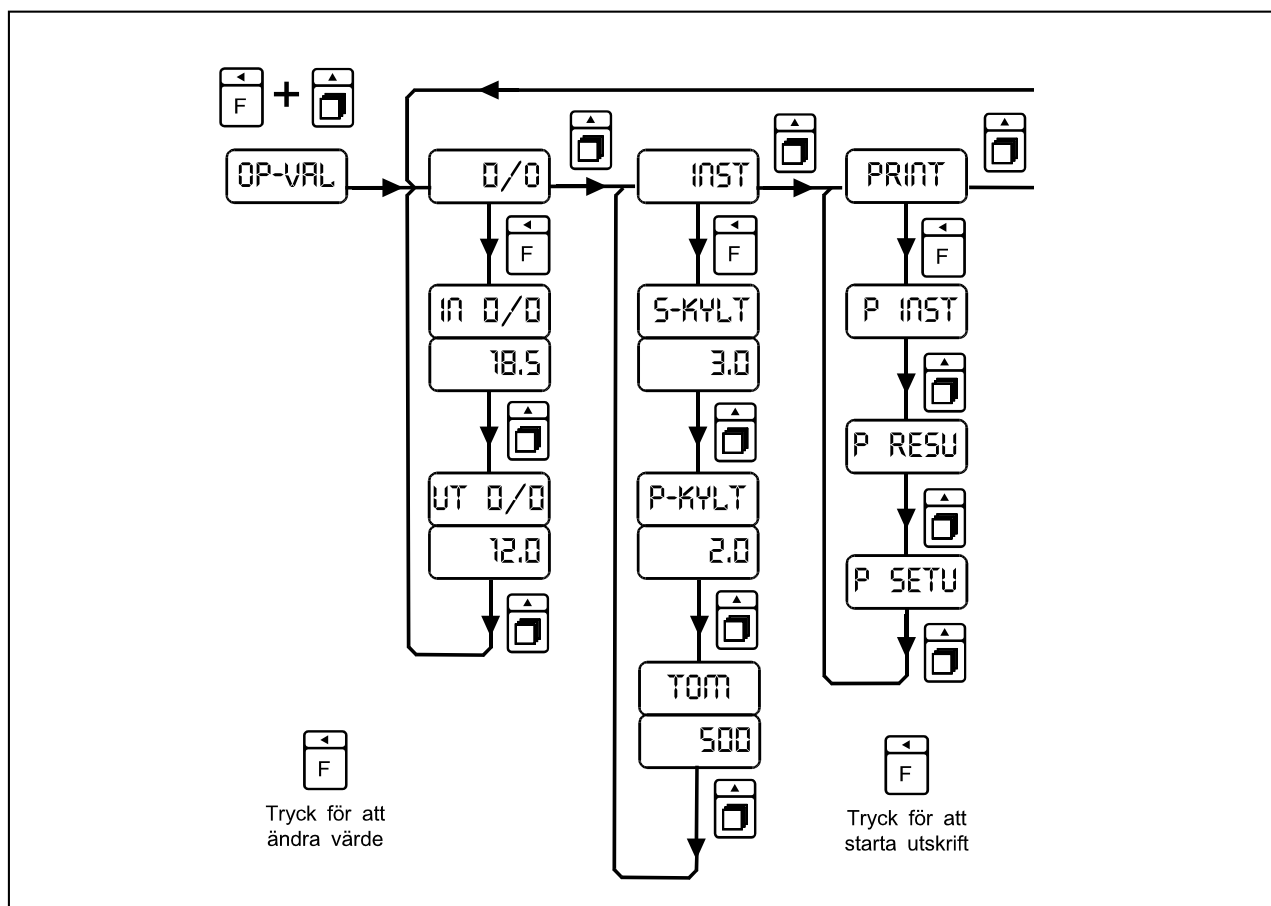 F + 
OP-VAL
0/0
INST
PRINT
F
F
F
IN 0/0
18.5
S-KYLT
3.0
P INST
UT 0/0
12.0
P-KYLT
2.0
P RESU
P SETU
TOM
500
F
Tryck för att
ändra värde
F
Tryck för att
starta utskrift